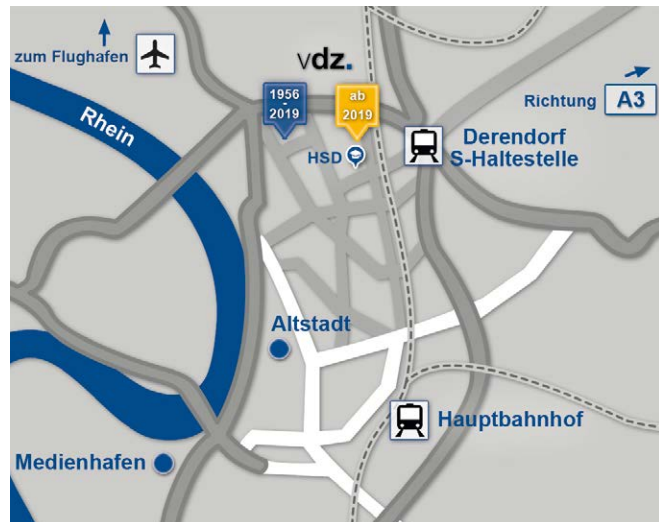 zum Flughafen
vdz.
1956
-
2019
ab
2019
Richtung A3
Rhein
HSD
Derendorf
S-Haltestelle
Altstadt
Hauptbahnhof
Medienhafen